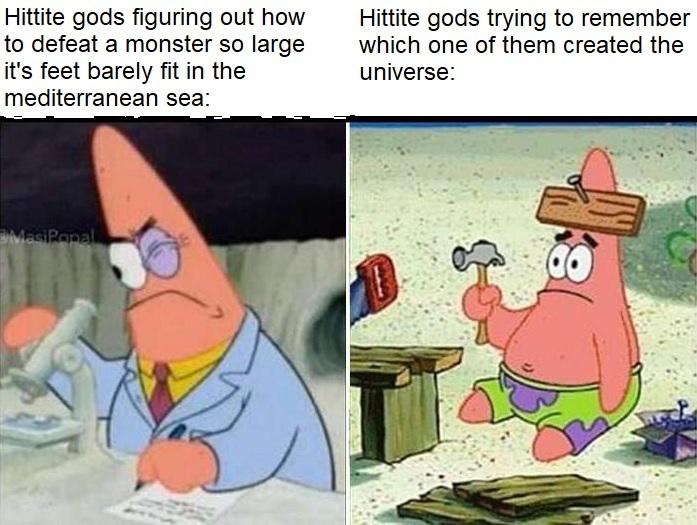 Hittite gods figuring out how
to defeat a monster so large
it's feet barely fit in the
mediterranean sea:
Hittite gods trying to remember
which one of them created the
universe:
@MasiPopal